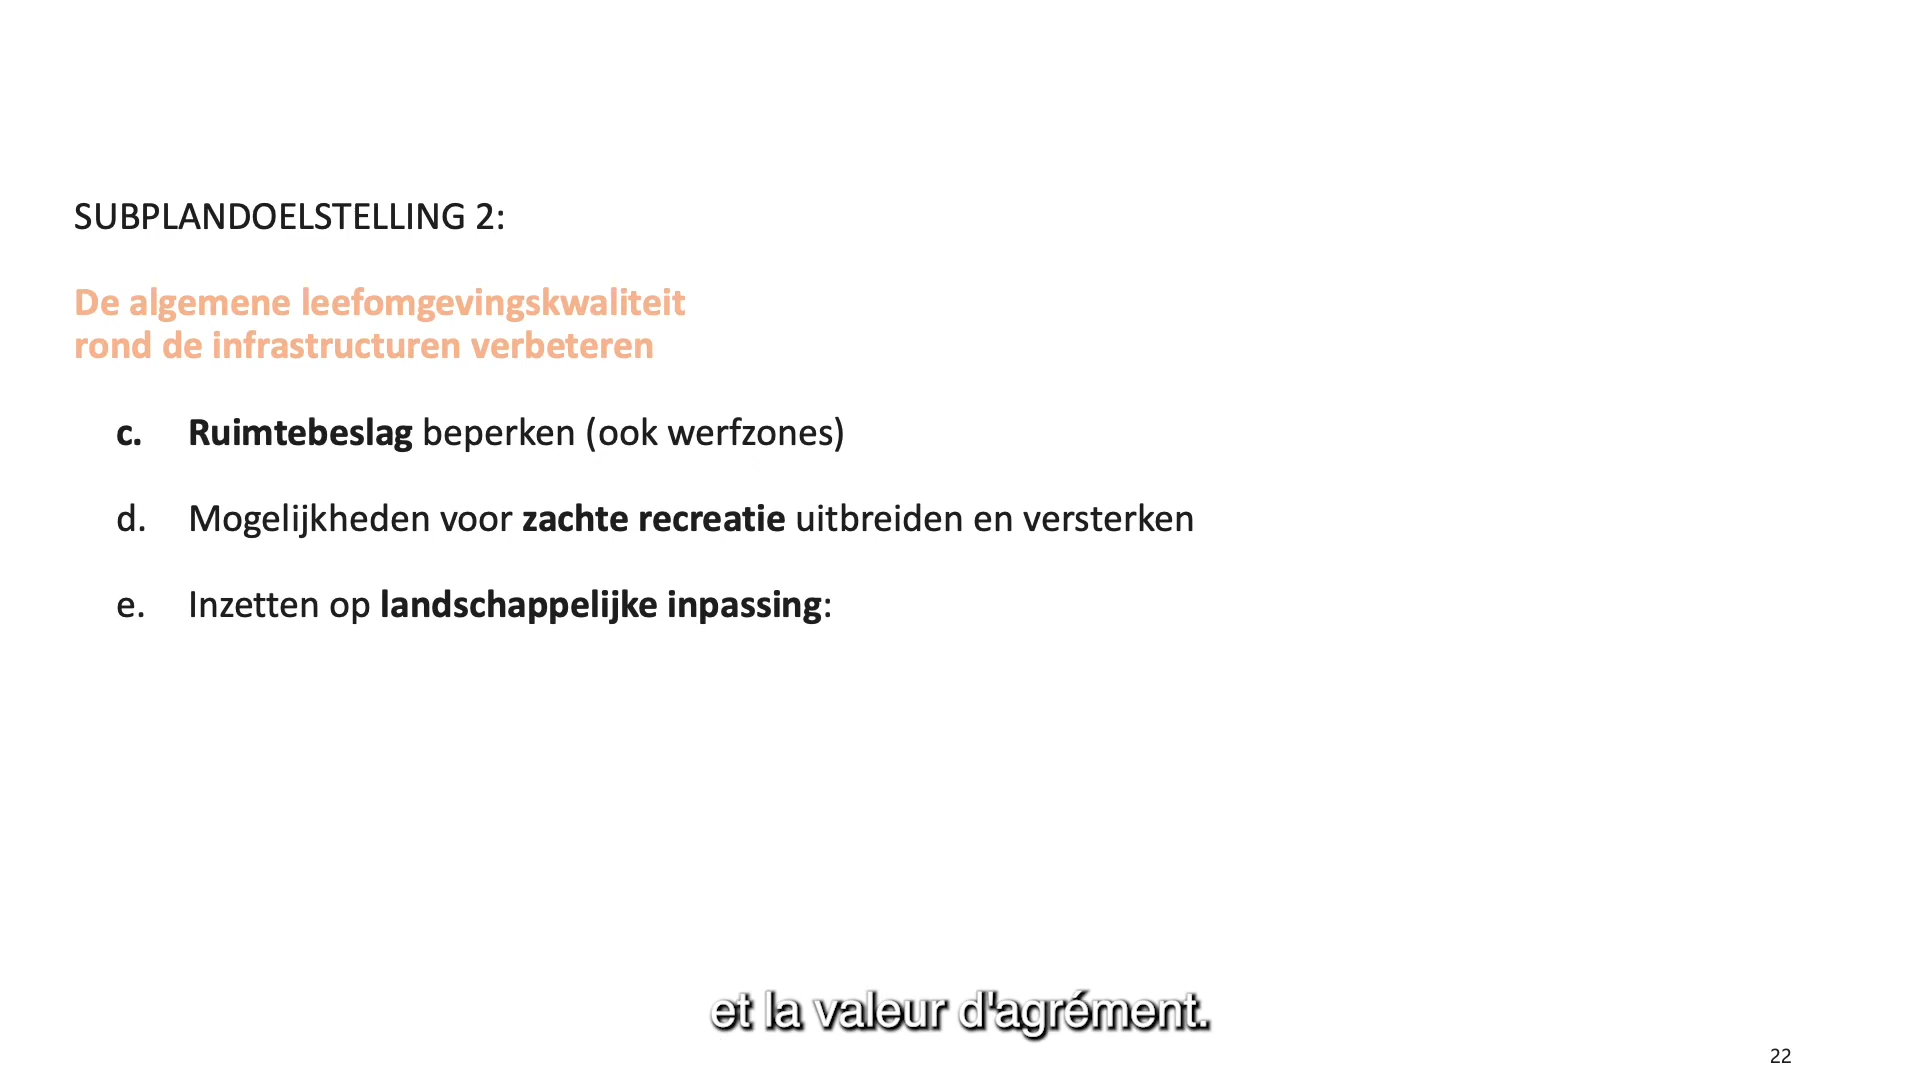 SUBPLANDOELSTELLING 2:
De algemene leefomgevingskwaliteit
rond de infrastructuren verbeteren
c. Ruimtebeslag beperken (ook werfzones)
d. Mogelijkheden voor zachte recreatie uitbreiden en versterken
e. Inzetten op landschappelijke inpassing:
et la valeur d'agrément.
22